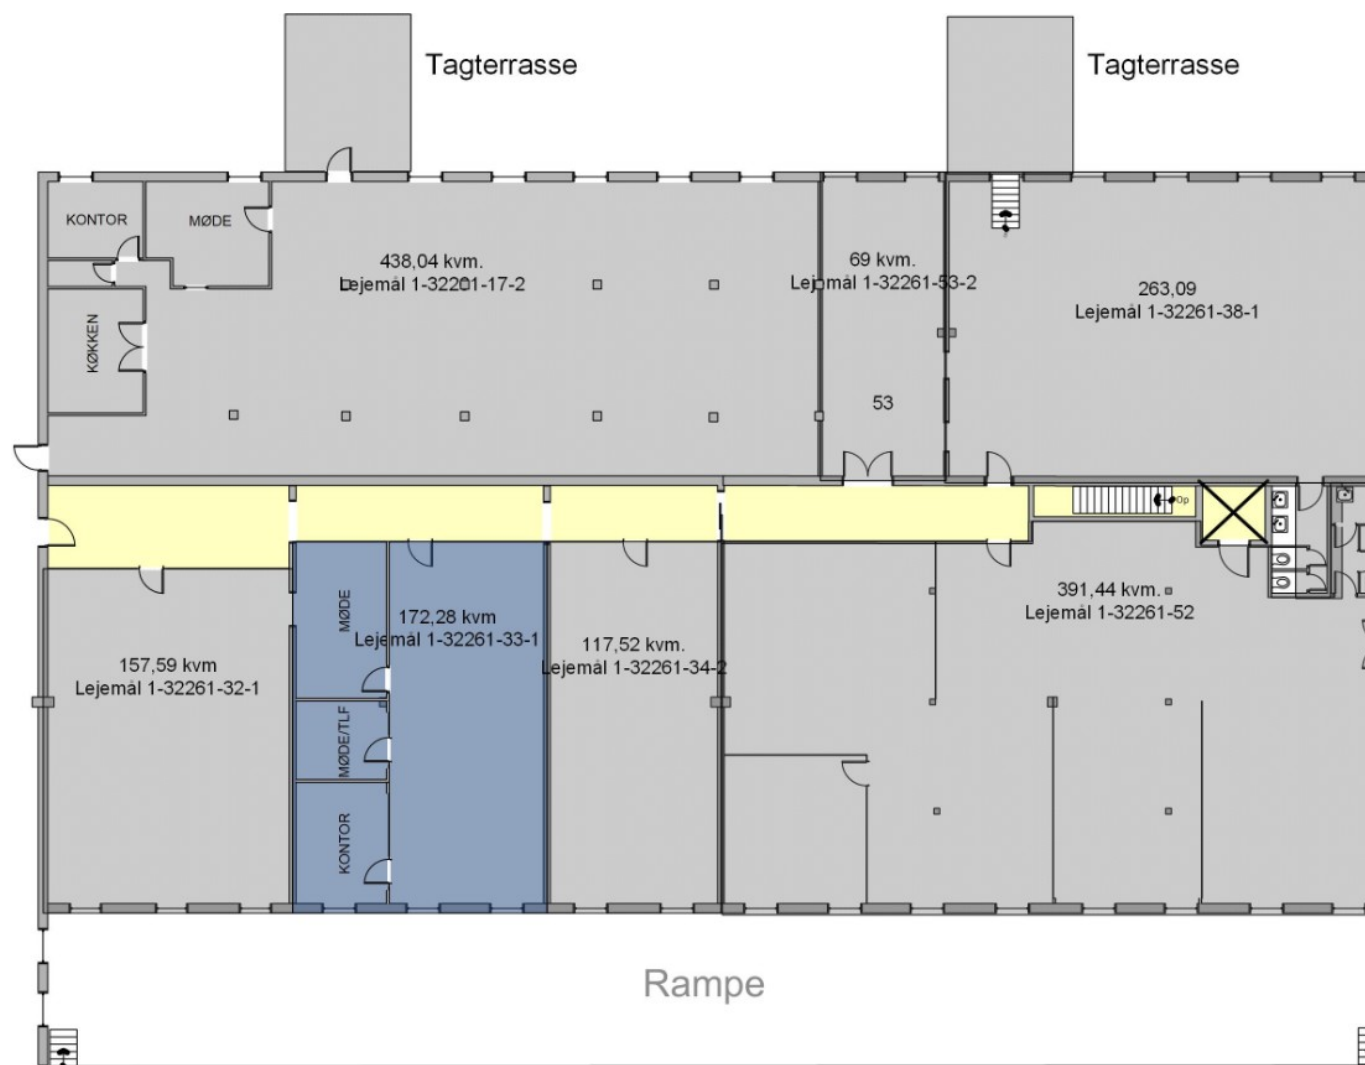 Tagterrasse
Tagterrasse
KONTOR
MØDE
438,04 kvm.
Lejemål 1-32201-17-2
69 kvm.
Lejemål 1-32261-53-2
263,09
Lejemål 1-32261-38-1
KØKKEN
53
Op
MØDE
172,28 kvm
Lejemål 1-32261-33-1
391,44 kvm.
Lejemål 1-32261-52
117,52 kvm.
Lejemål 1-32261-34-2
157,59 kvm
Lejemål 1-32261-32-1
MØDE/TLF
KONTOR
Rampe